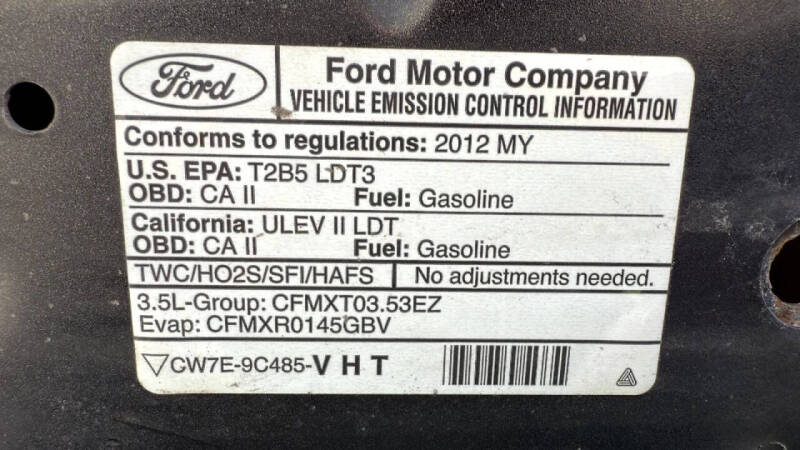 Ford
Ford Motor Company
VEHICLE EMISSION CONTROL INFORMATION
Conforms to regulations: 2012 MY
U.S. EPA: T2B5 LDT3
OBD: CA II Fuel: Gasoline
California: ULEV II LDT
OBD: CA II Fuel: Gasoline
TWC/HO2S/SFI/HAFS No adjustments needed.
3.5L-Group: CFMXT03.53EZ
Evap: CFMXR0145GBV
CW7E-9C485-V H T